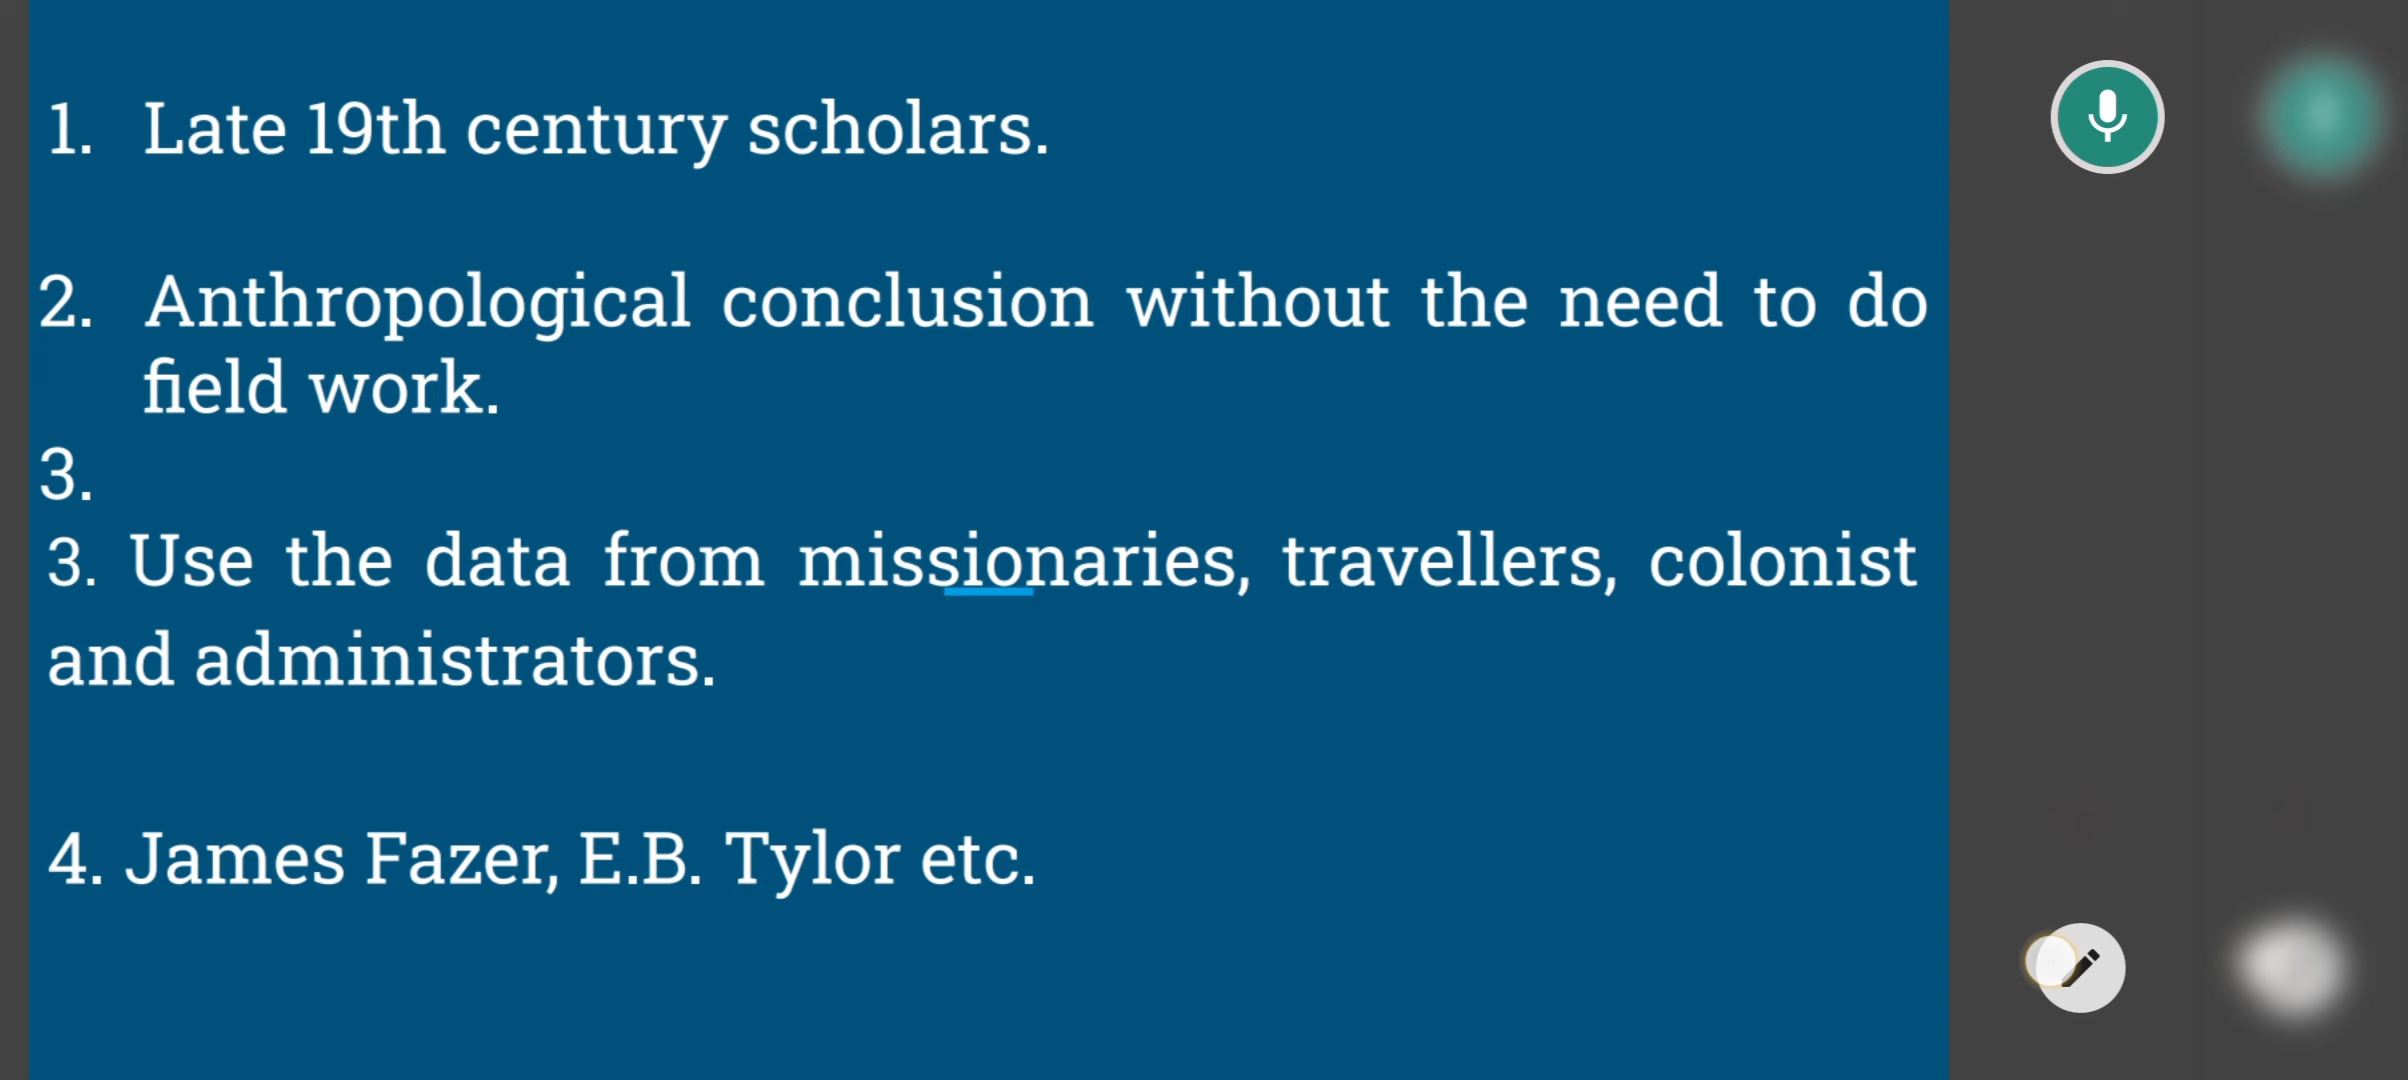 1. Late 19th century scholars.
2. Anthropological conclusion without the need to do
field work.
3.
3. Use the data from missionaries, travellers, colonist
and administrators.
4. James Fazer, E.B. Tylor etc.